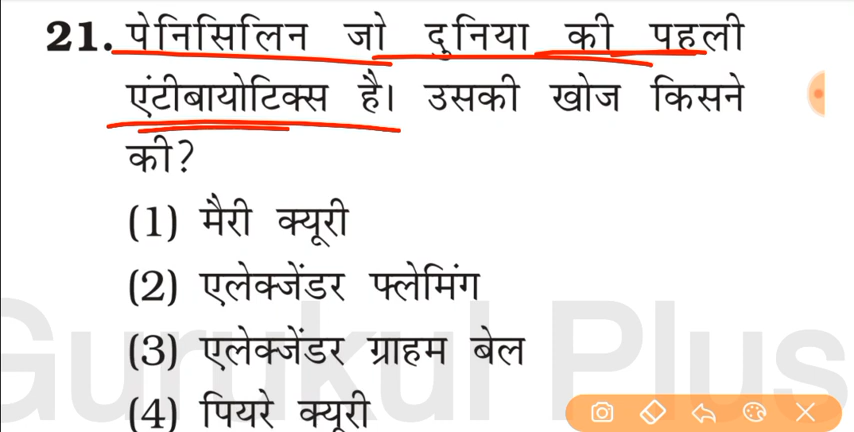 21. पेनिसिलिन जो दुनिया की पहली
एंटीबायोटिक्स है। उसकी खोज किसने
की?
(1) मैरी क्यूरी
(2) एलेक्जेंडर फ्लेमिंग
(3) एलेक्जेंडर ग्राहम बेल
(4) पियरे क्यूरी
Gurukul Plus